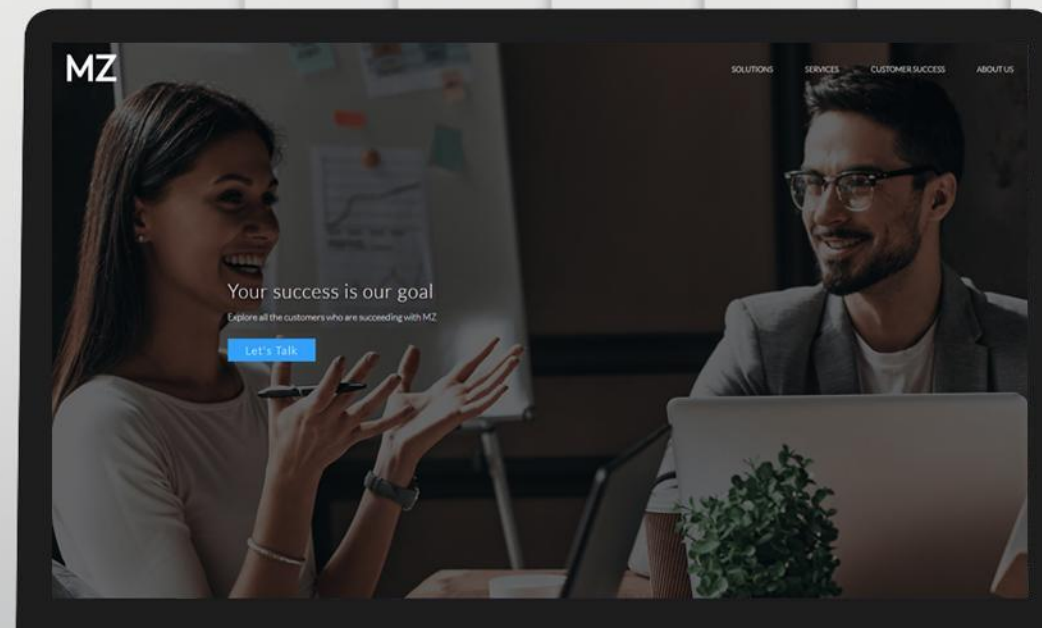 MZ
SOLUTIONS SERVICES CUSTOMER SUCCESS ABOUT US
Your success is our goal
Explore all the customers who are succeeding with MZ
Let's Talk